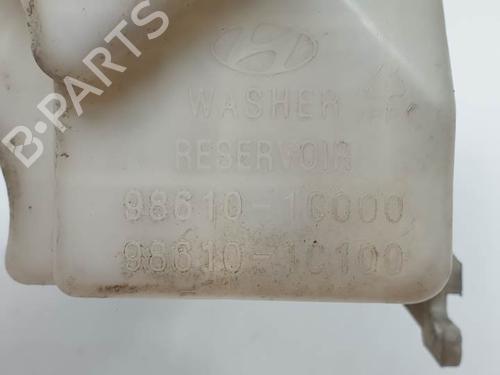 B-PARTS
WASHER
RESERVOIR
98610-1C000
98610-1C100